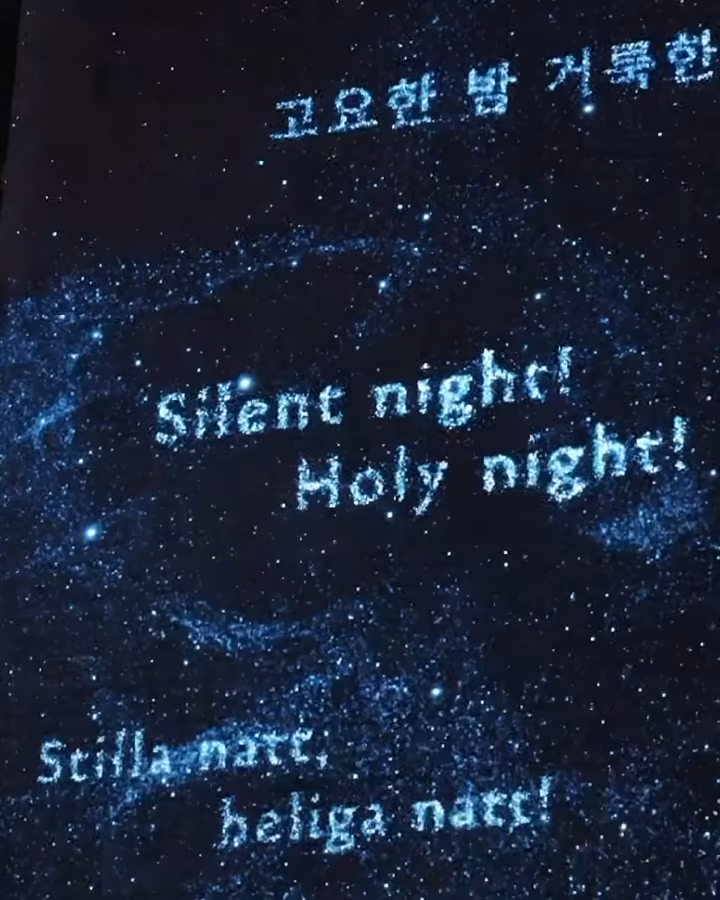 고요한 밤 거룩한
Silent night!
Holy night!
Stilla natt,
heliga natt!